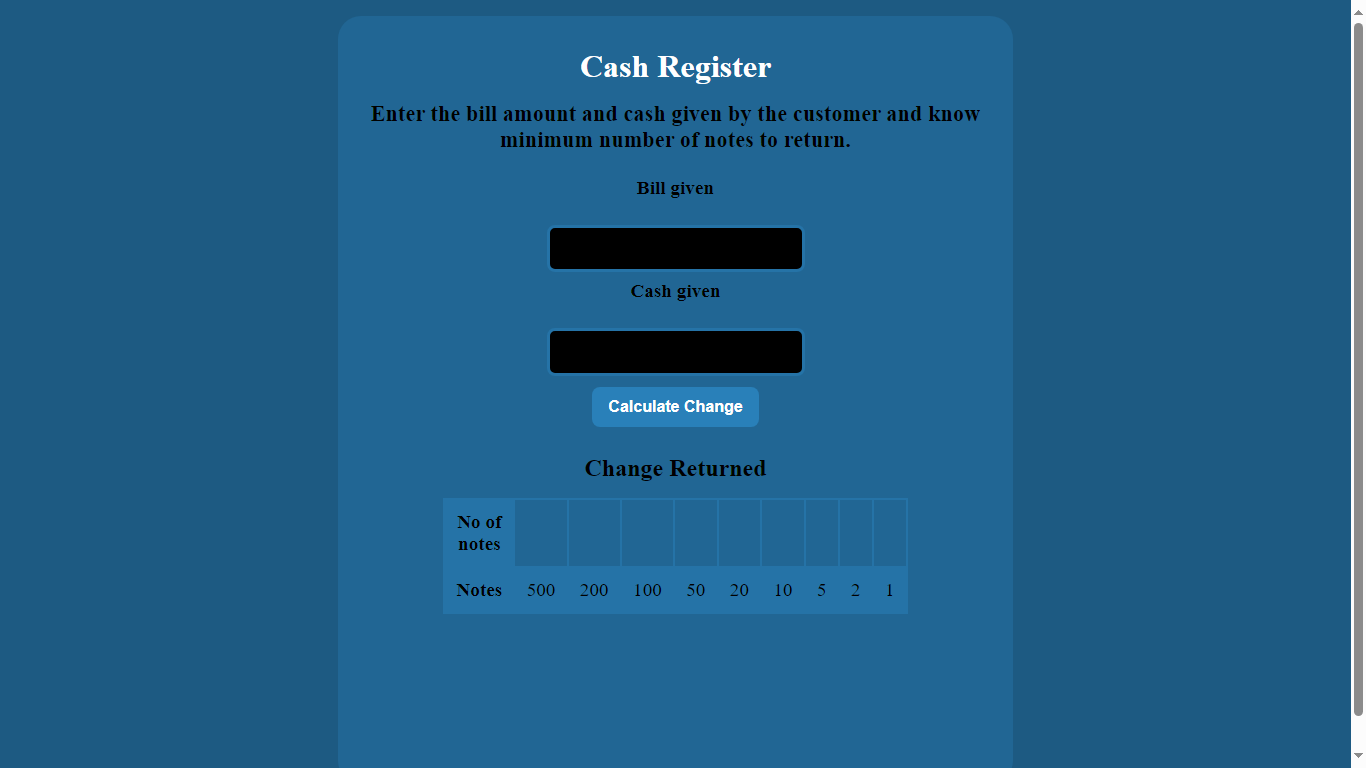 Cash Register
Enter the bill amount and cash given by the customer and know
minimum number of notes to return.
Bill given
Cash given
Calculate Change
Change Returned
No of
notes
Notes 500 200 100 50 20 10 5 2 1